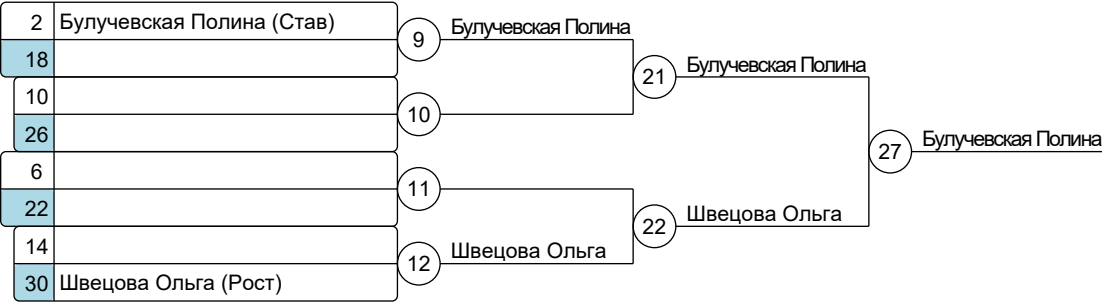 2 Булучевская Полина (Став)
18
10
26
6
22
14
30 Швецова Ольга (Рост)
9 Булучевская Полина
10
11
12 Швецова Ольга
21 Булучевская Полина
22 Швецова Ольга
27 Булучевская Полина